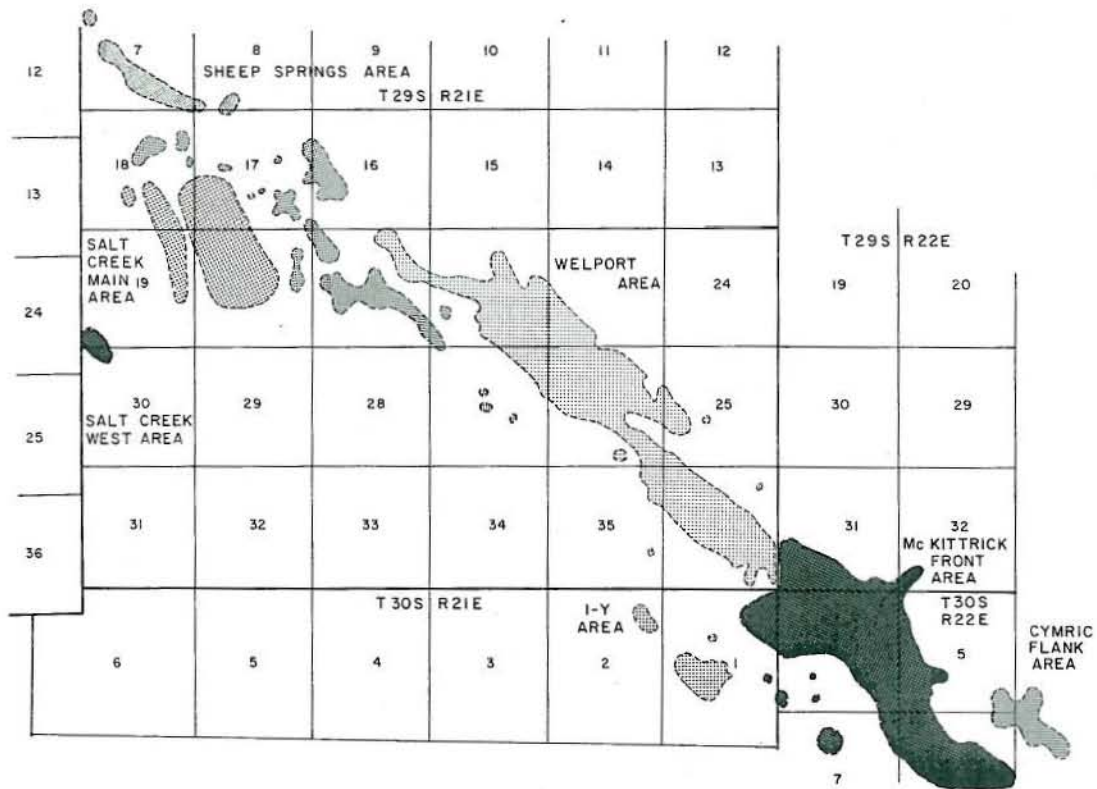 7 8 9 10 11 12
12
SHEEP SPRINGS AREA
T29S R21E
18 17 16 15 14 13
13
SALT
CREEK
MAIN 19
AREA
WELPORT
AREA
24
T29S R22E
19 20
24
30 29 28 25 30 29
SALT CREEK
WEST AREA
25
31 32 33 34 35 31 32
36
Mc KITTRICK
FRONT
AREA
T30S R21E
1-Y
AREA
T30S
R22E
CYMRIC
FLANK
AREA
6 5 4 3 2 1 5
7